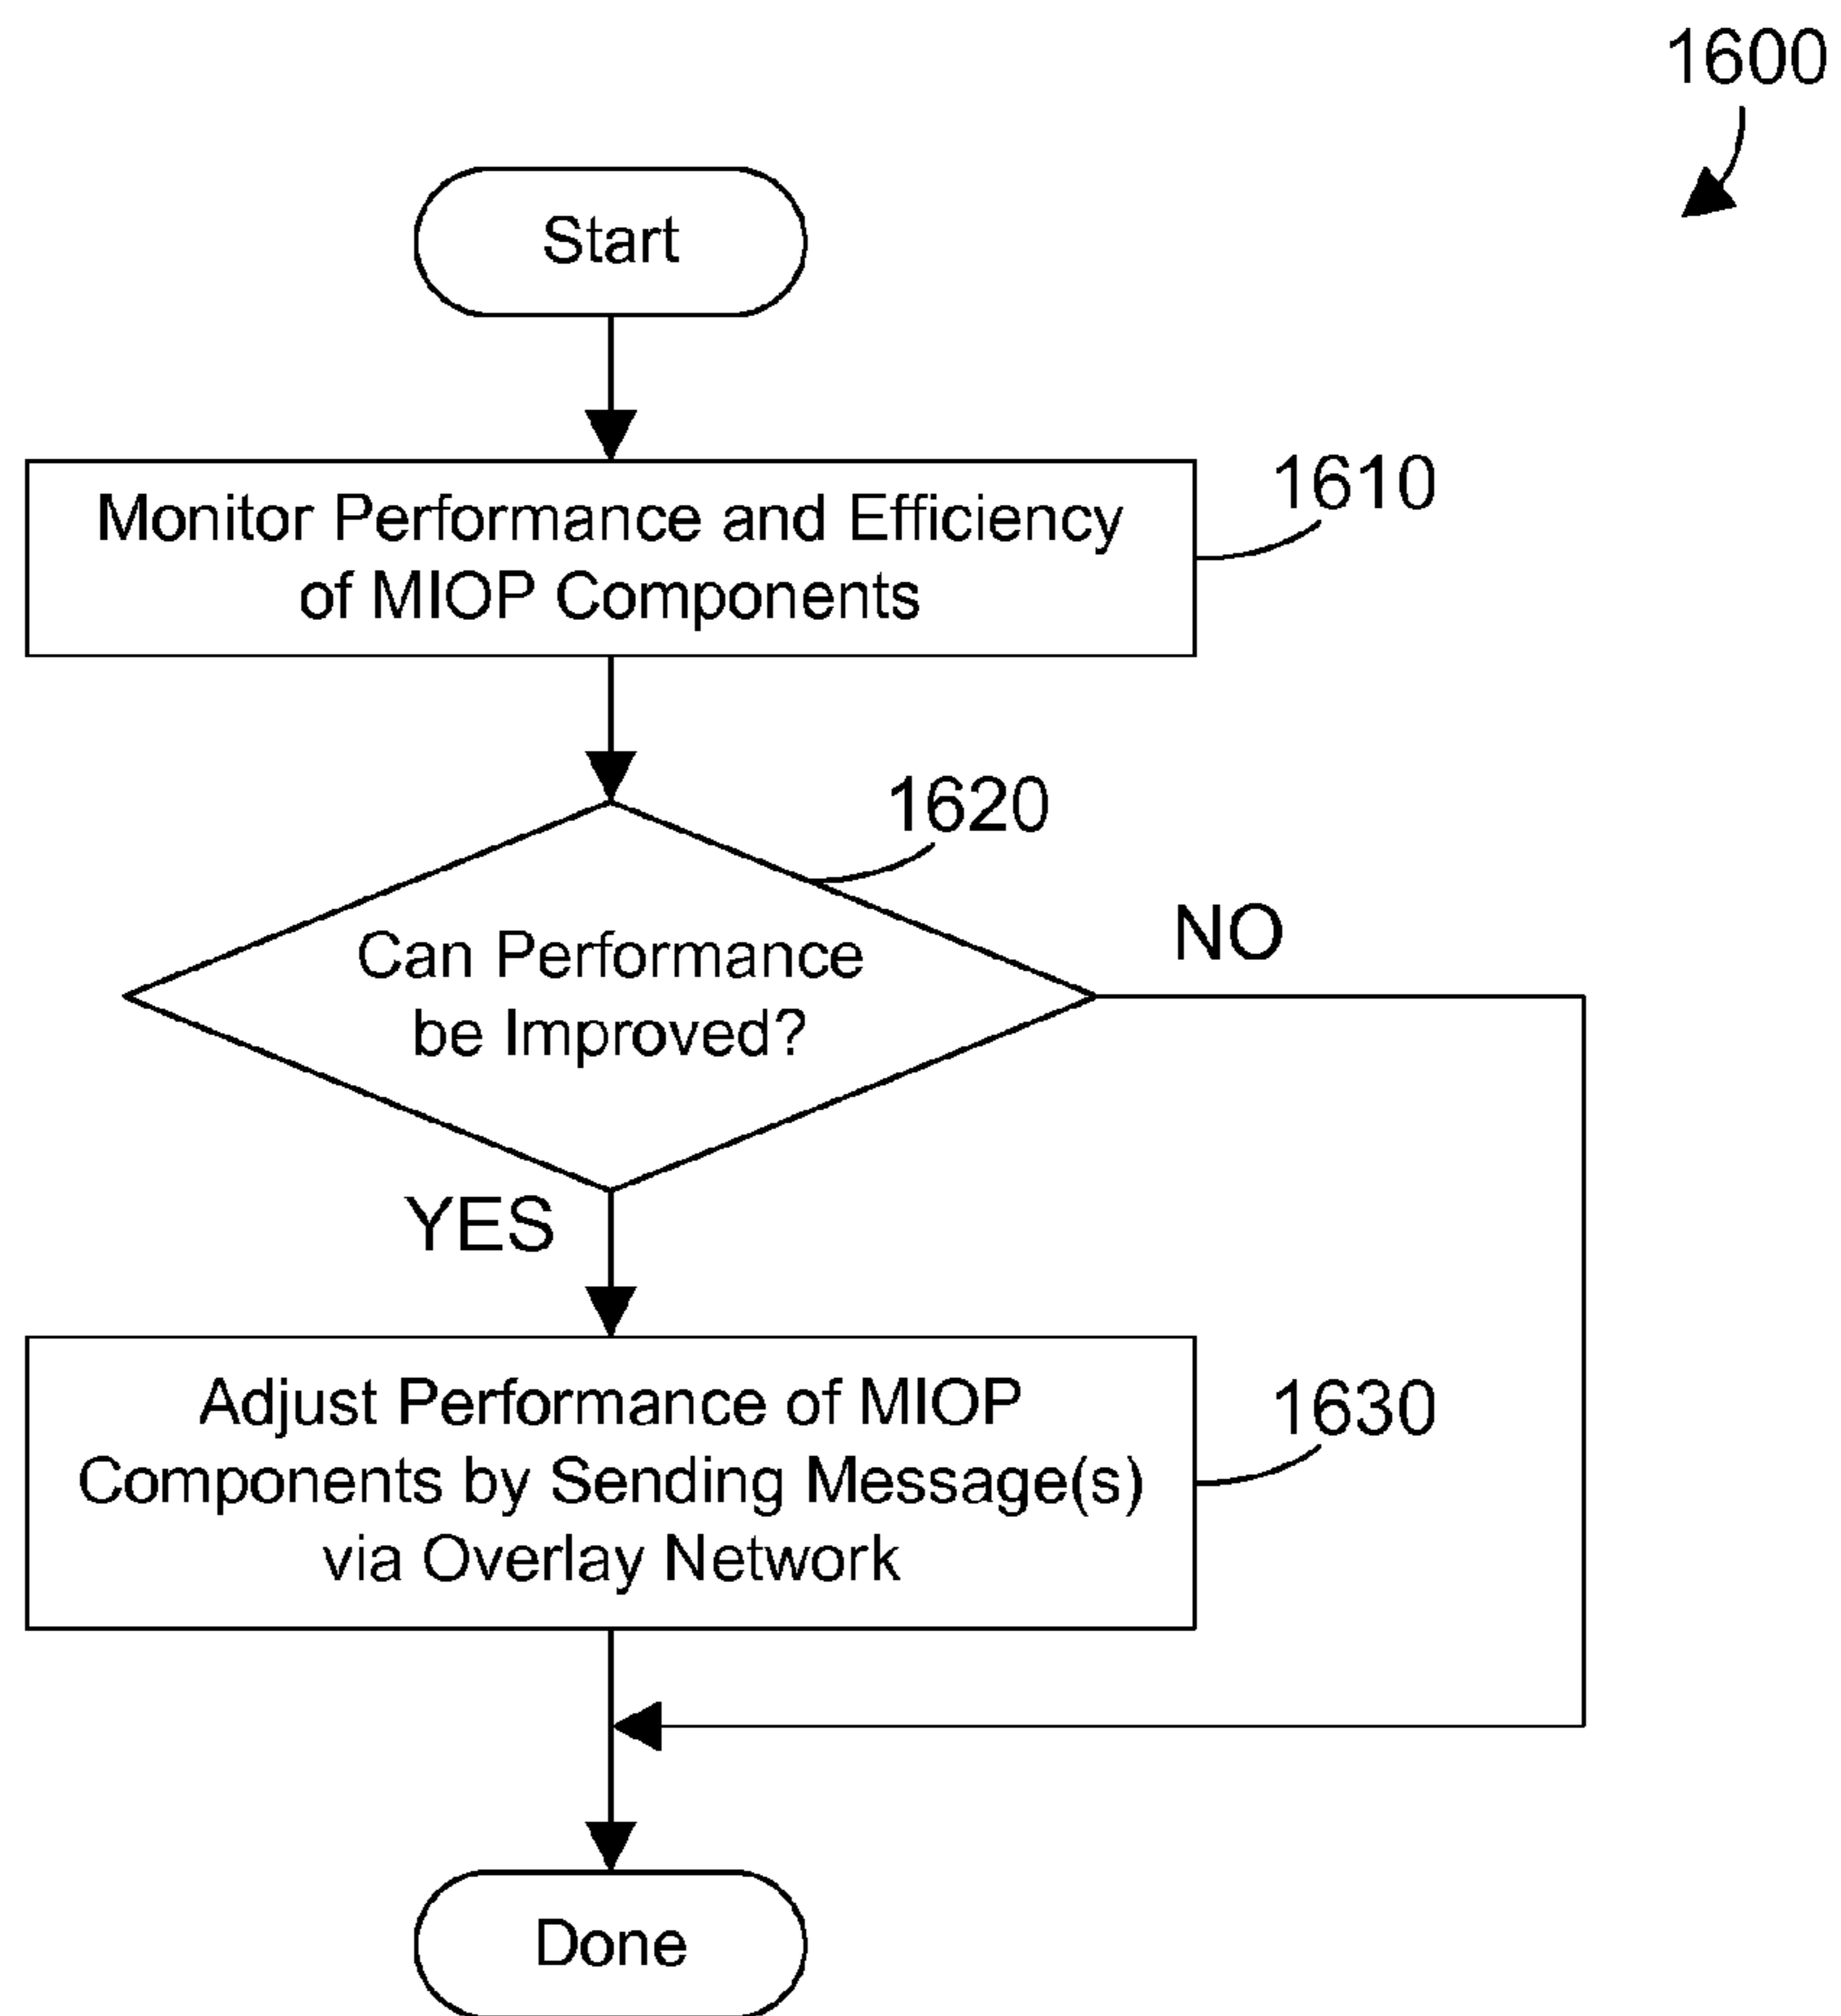 1600
Start
Monitor Performance and Efficiency
of MIOP Components
1610
1620
Can Performance
be Improved?
NO
YES
Adjust Performance of MIOP
Components by Sending Message(s)
via Overlay Network
1630
Done